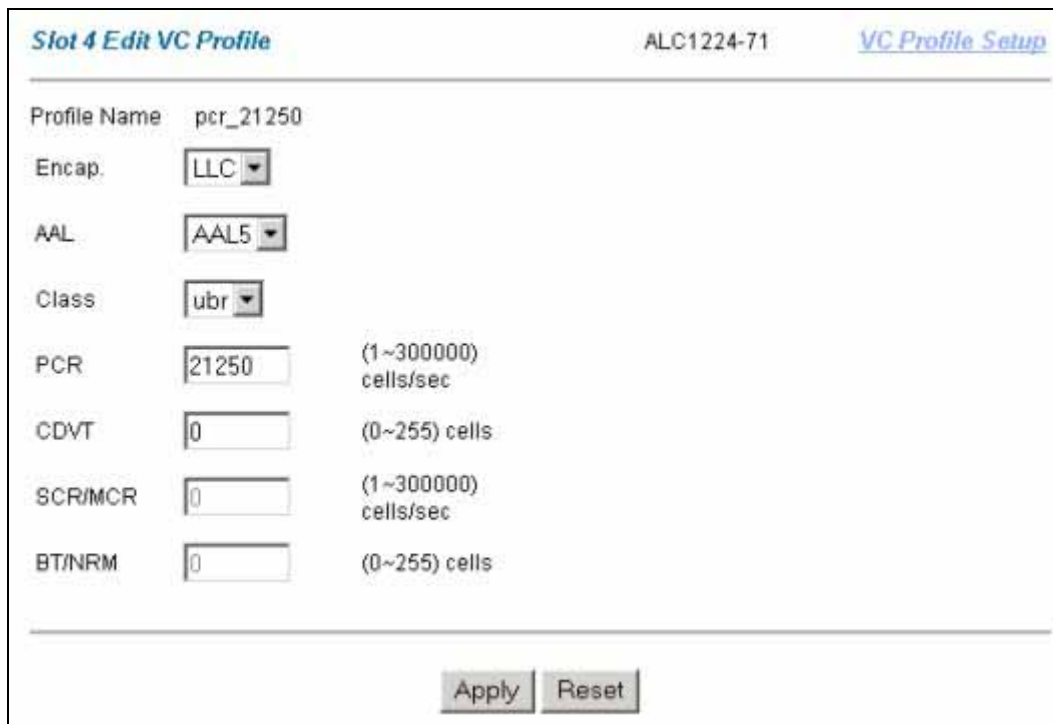 Slot 4 Edit VC Profile ALC1224-71 VC Profile Setup
Profile Name pcr_21250
Encap. LLC
AAL AAL5
Class ubr
PCR 21250 (1~300000)
cells/sec
CDVT 0 (0~255) cells
SCR/MCR 0 (1~300000)
cells/sec
BT/NRM 0 (0~255) cells
Apply Reset